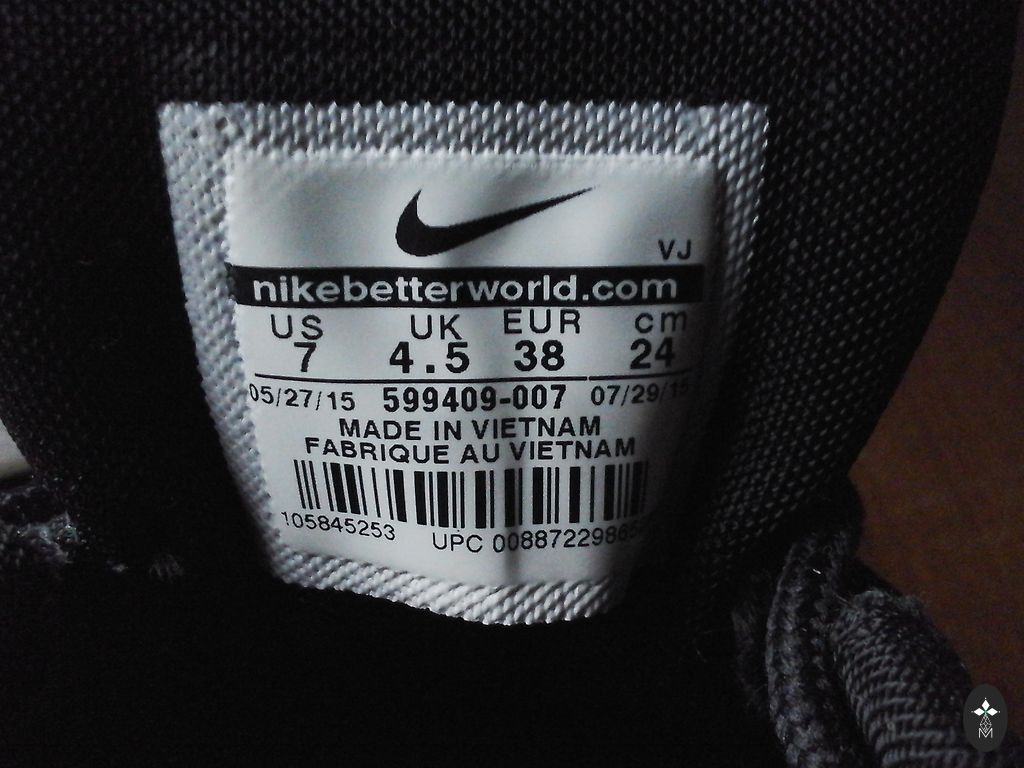 VJ
nikebetterworld.com
US UK EUR cm
7 4.5 38 24
05/27/15 599409-007 07/29/15
MADE IN VIETNAM
FABRIQUE AU VIETNAM
105845253 UPC
M